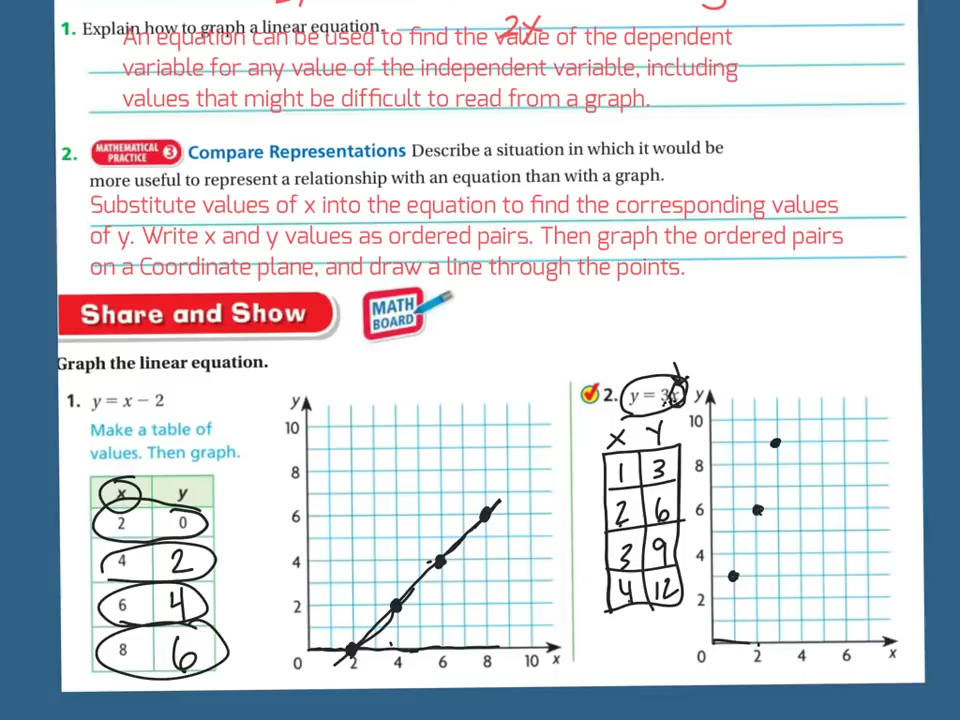 1. Explain how to graph a linear equation.
2x
An equation can be used to find the value of the dependent
variable for any value of the independent variable, including
values that might be difficult to read from a graph.
2. MATHEMATICAL PRACTICE 3 Compare Representations Describe a situation in which it would be
more useful to represent a relationship with an equation than with a graph.
Substitute values of x into the equation to find the corresponding values
of y. Write x and y values as ordered pairs. Then graph the ordered pairs
on a Coordinate plane, and draw a line through the points.
Share and Show
MATH
BOARD
Graph the linear equation.
1. y = x − 2
Make a table of
values. Then graph.
x y
2 0
4 2
6 4
8 6
y
10
8
6
4
2
0 2 4 6 8 10 x
2. y = 3x
X Y
1 3
2 6
3 9
4 12
y
10
8
6
4
2
0 2 4 6 x